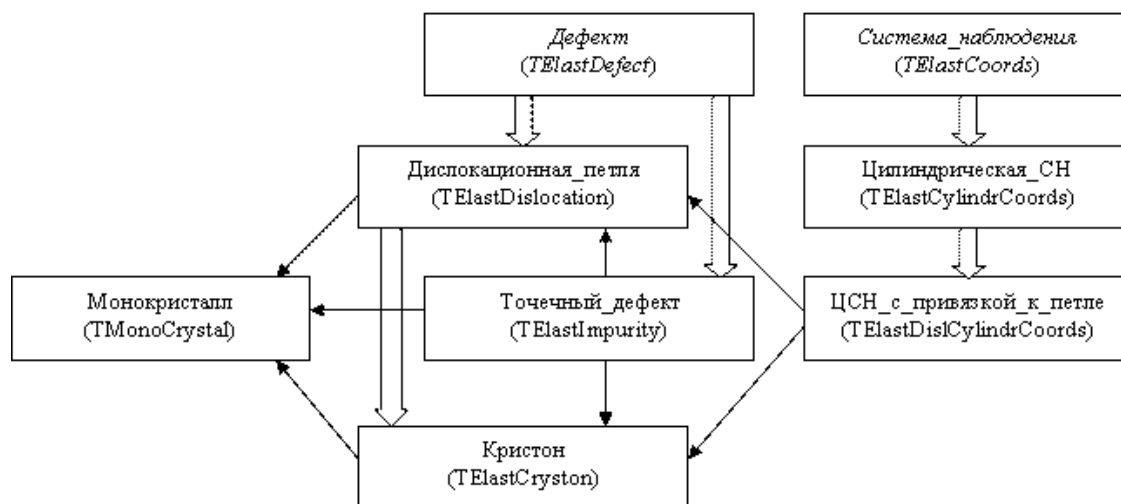 Дефект
(TElastDefect)
Система_наблюдения
(TElastCoords)
Дислокационная_петля
(TElastDislocation)
Цилиндрическая_СН
(TElastCylindrCoords)
Монокристалл
(TMonoCrystal)
Точечный_дефект
(TElastImpurity)
ЦСН_с_привязкой_к_петле
(TElastDislCylindrCoords)
Кристон
(TElastCryston)